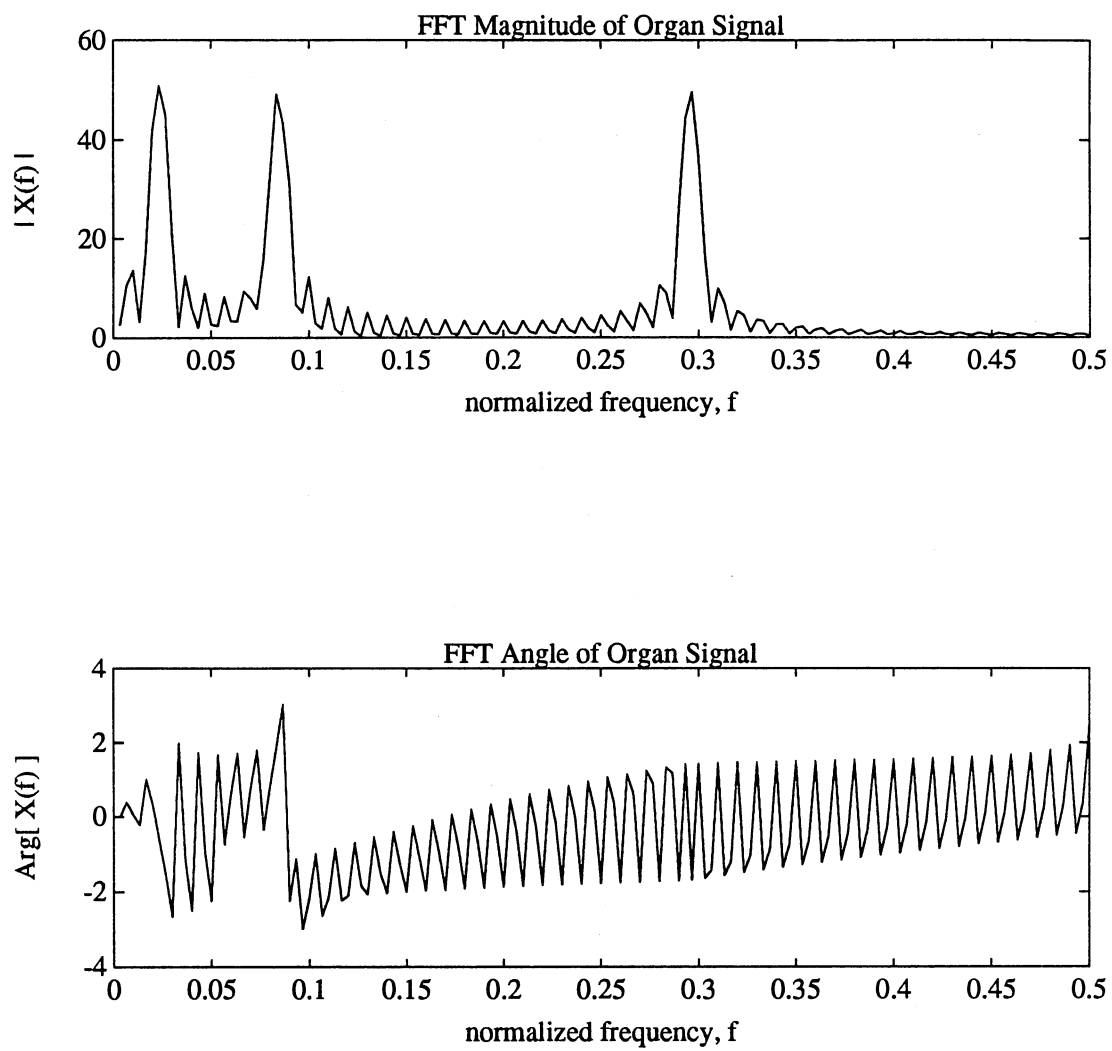 FFT Magnitude of Organ Signal
60
40
20
0
| X(f) |
0 0.05 0.1 0.15 0.2 0.25 0.3 0.35 0.4 0.45 0.5
normalized frequency, f
FFT Angle of Organ Signal
4
2
0
-2
-4
Arg[ X(f) ]
0 0.05 0.1 0.15 0.2 0.25 0.3 0.35 0.4 0.45 0.5
normalized frequency, f